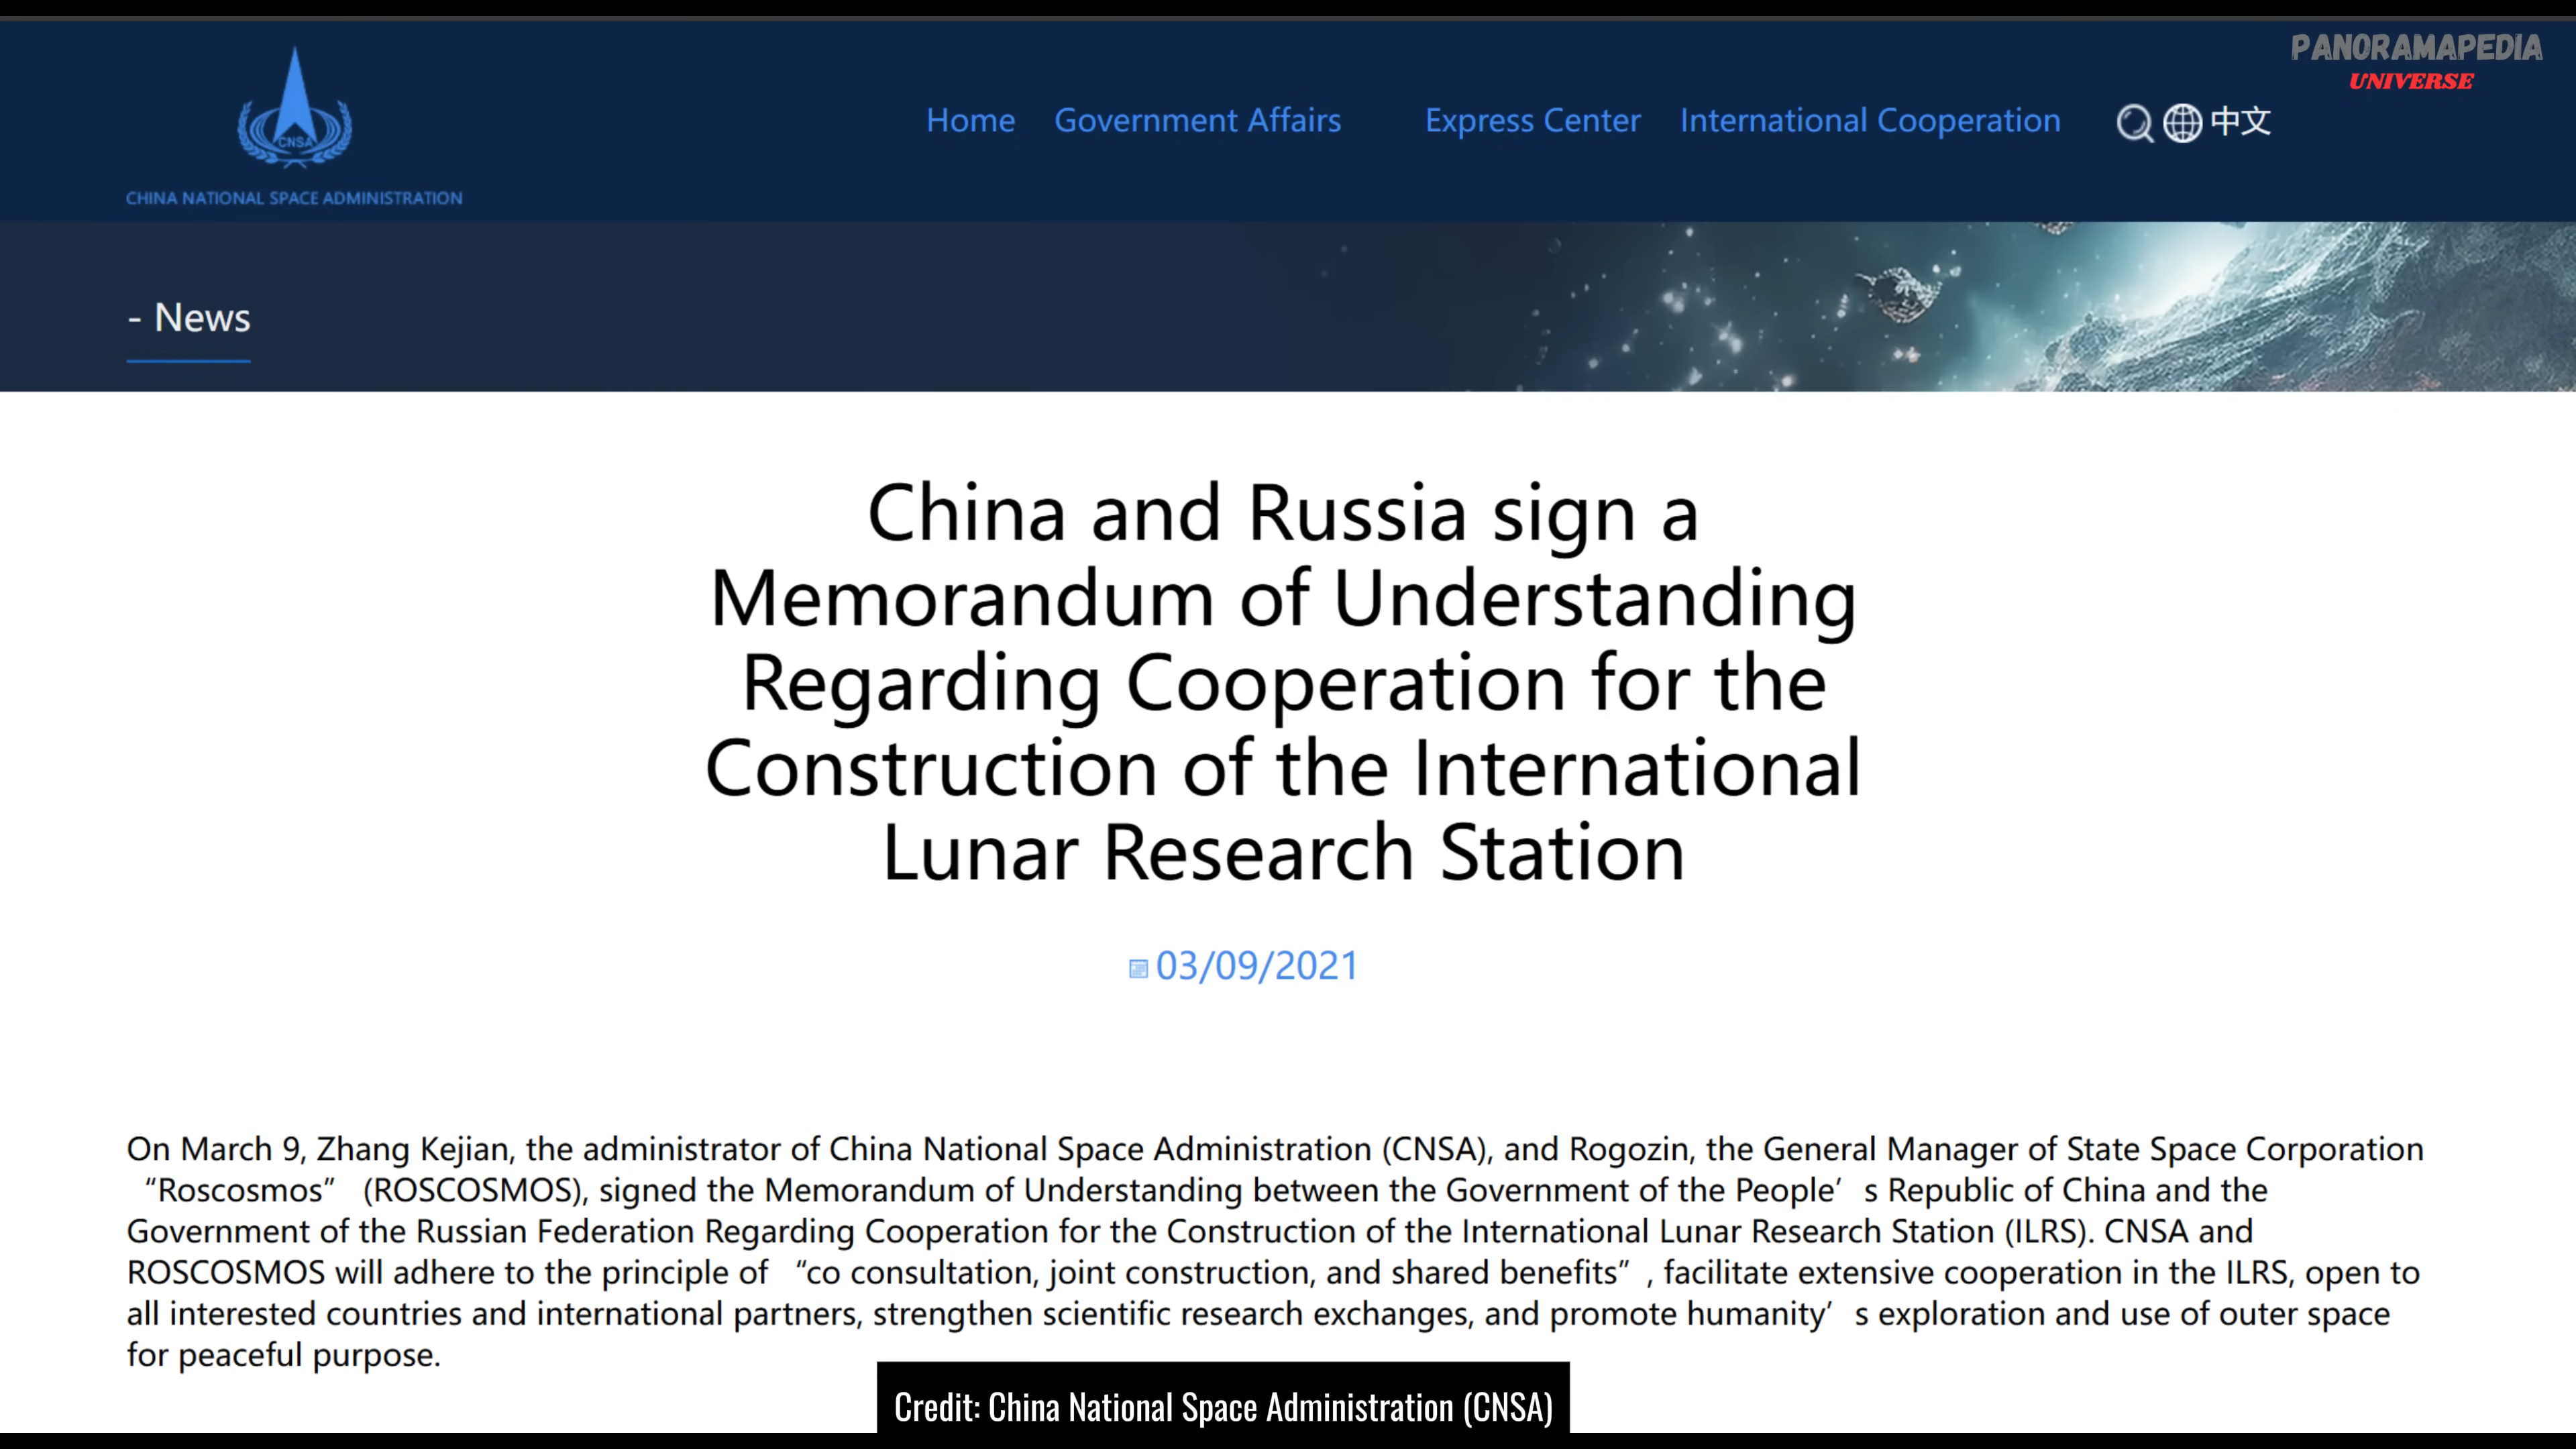 PANORAMAPEDIA
UNIVERSE
CNSA
CHINA NATIONAL SPACE ADMINISTRATION
Home Government Affairs Express Center International Cooperation 中文
- News
China and Russia sign a
Memorandum of Understanding
Regarding Cooperation for the
Construction of the International
Lunar Research Station
03/09/2021
On March 9, Zhang Kejian, the administrator of China National Space Administration (CNSA), and Rogozin, the General Manager of State Space Corporation
“Roscosmos” (ROSCOSMOS), signed the Memorandum of Understanding between the Government of the People’ s Republic of China and the
Government of the Russian Federation Regarding Cooperation for the Construction of the International Lunar Research Station (ILRS). CNSA and
ROSCOSMOS will adhere to the principle of “co consultation, joint construction, and shared benefits” , facilitate extensive cooperation in the ILRS, open to
all interested countries and international partners, strengthen scientific research exchanges, and promote humanity’ s exploration and use of outer space
for peaceful purpose.
Credit: China National Space Administration (CNSA)